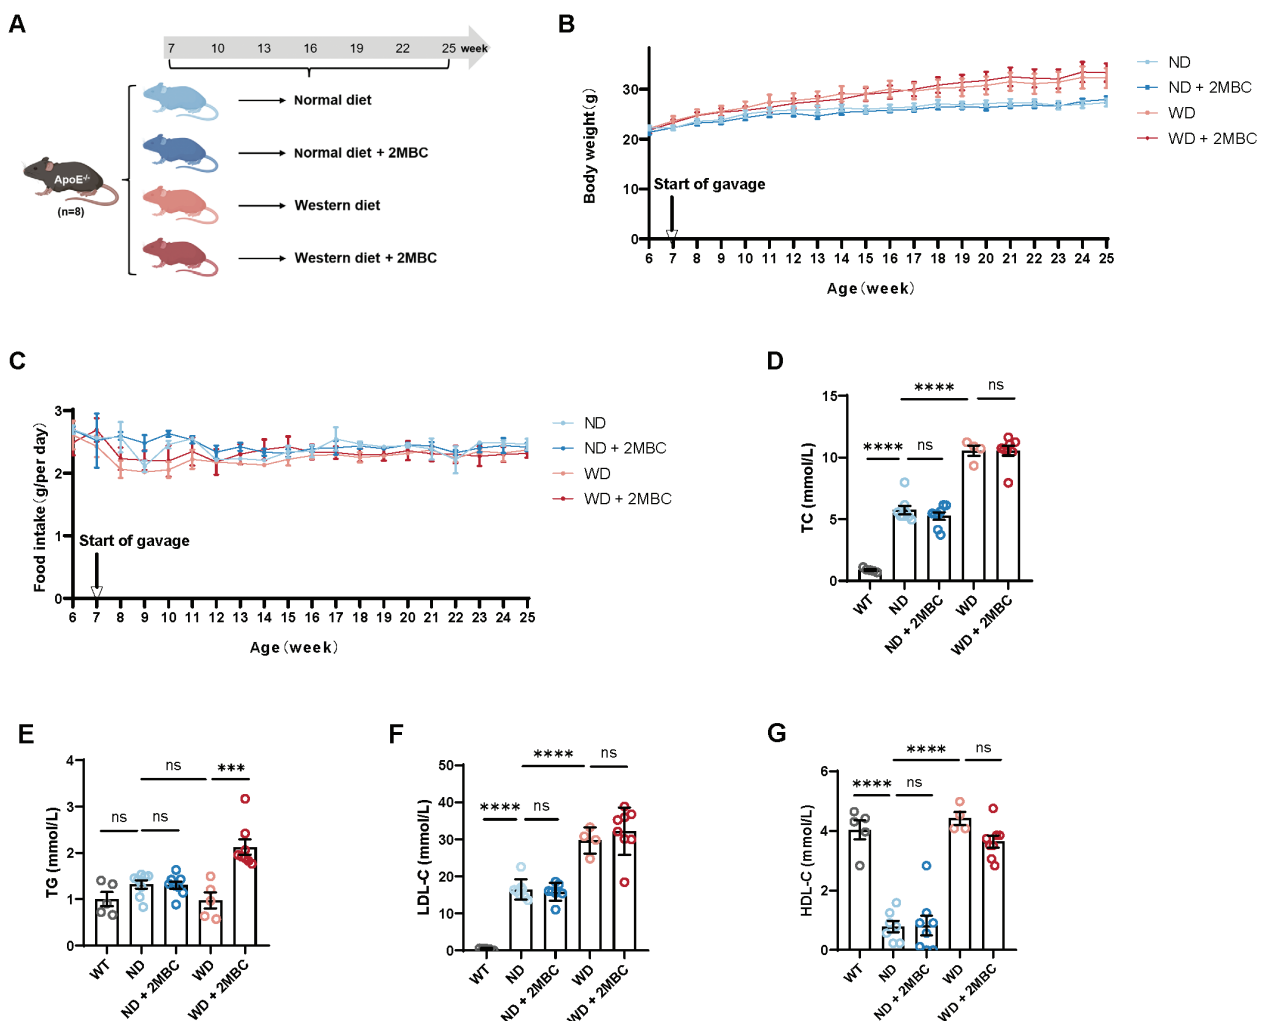 A
7 10 13 16 19 22 25 week
Normal diet
Normal diet + 2MBC
ApoE-/-
(n=8)
Western diet
Western diet + 2MBC
B
Body weight (g)
30
20
10
0
Start of gavage
6 7 8 9 10 11 12 13 14 15 16 17 18 19 20 21 22 23 24 25
Age (week)
ND
ND + 2MBC
WD
WD + 2MBC
C
Food intake (g/per day)
3
2
1
0
Start of gavage
6 7 8 9 10 11 12 13 14 15 16 17 18 19 20 21 22 23 24 25
Age (week)
ND
ND + 2MBC
WD
WD + 2MBC
D
TC (mmol/L)
15
10
5
0
**** ns
**** ns
WT ND ND + 2MBC WD WD + 2MBC
E
TG (mmol/L)
4
3
2
1
0
ns ***
ns ns
WT ND ND + 2MBC WD WD + 2MBC
F
LDL-C (mmol/L)
50
40
30
20
10
0
**** ns
**** ns
WT ND ND + 2MBC WD WD + 2MBC
G
HDL-C (mmol/L)
6
4
2
0
**** ns
**** ns
WT ND ND + 2MBC WD WD + 2MBC